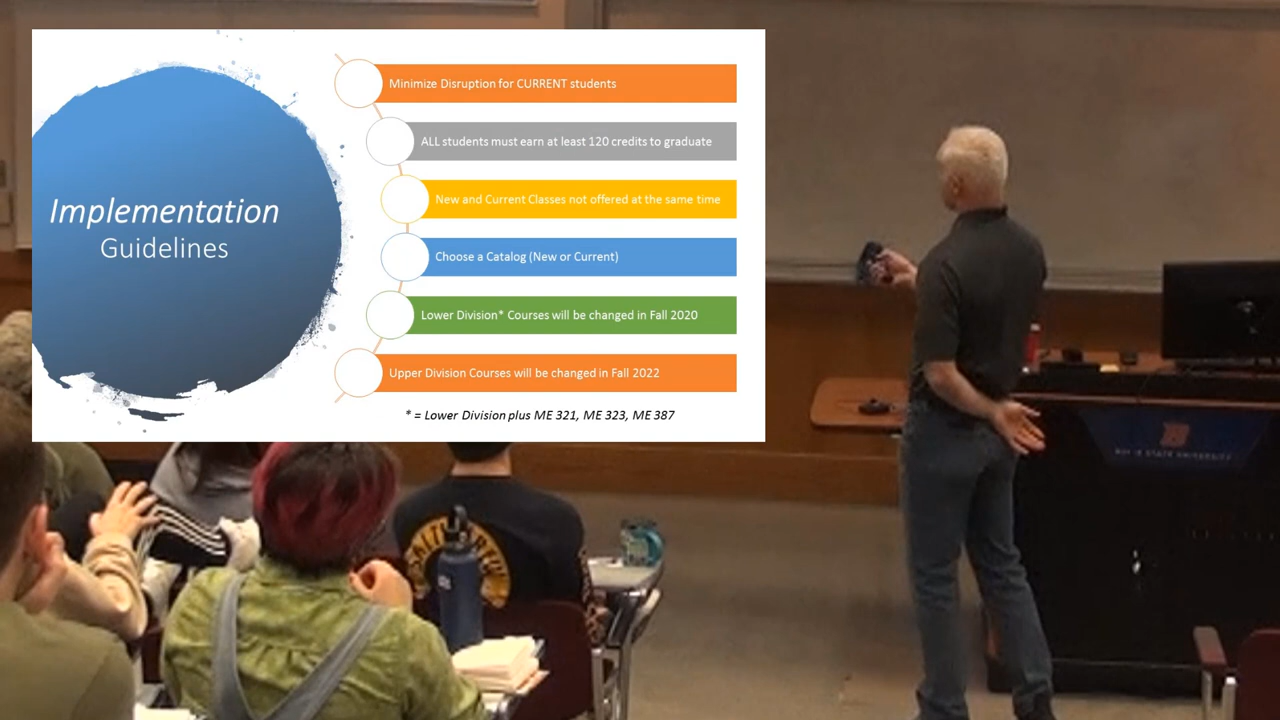 Implementation
Guidelines
Minimize Disruption for CURRENT students
ALL students must earn at least 120 credits to graduate
New and Current Classes not offered at the same time
Choose a Catalog (New or Current)
Lower Division* Courses will be changed in Fall 2020
Upper Division Courses will be changed in Fall 2022
* = Lower Division plus ME 321, ME 323, ME 387
STATE UNIVERSITY